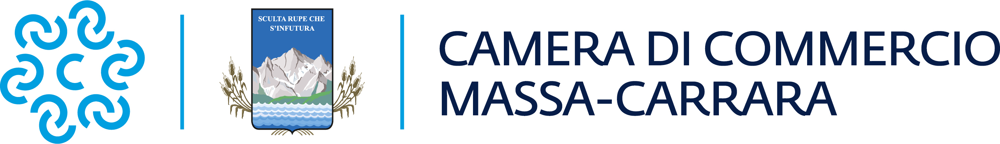 SCULTA RUPE CHE
S'INFUTURA
CAMERA DI COMMERCIO
MASSA-CARRARA